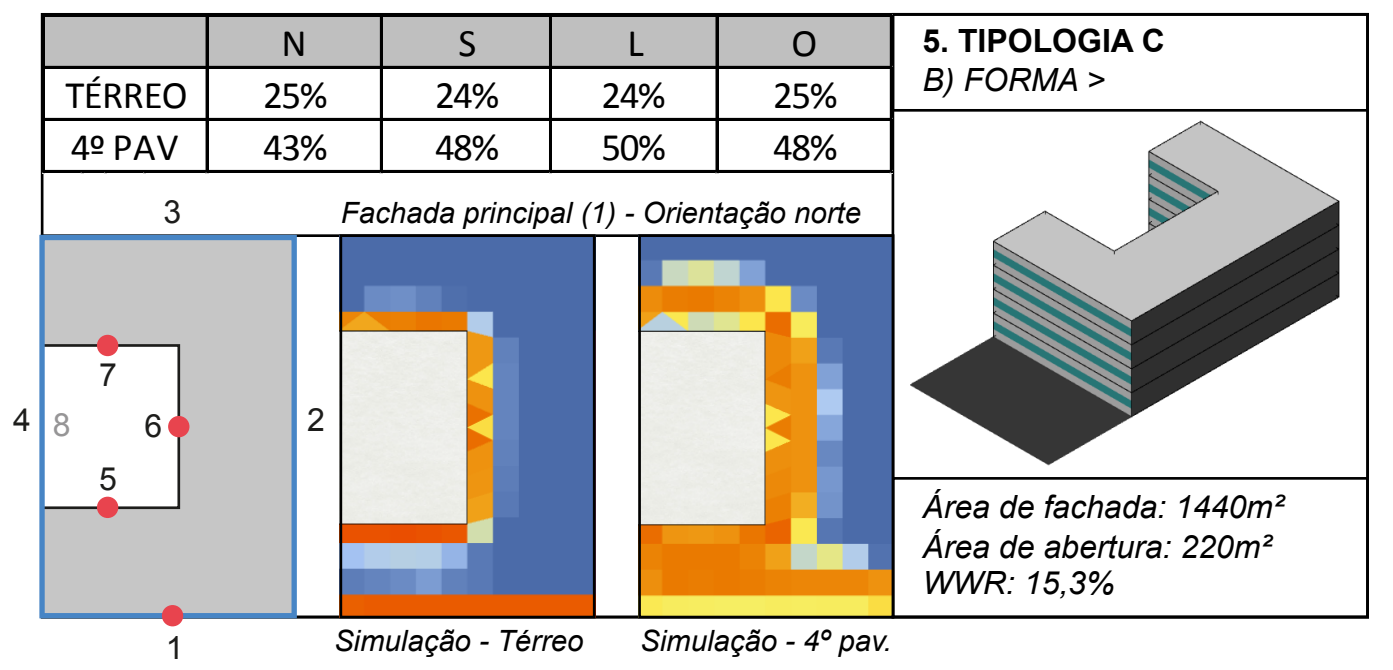 N S L O
TÉRREO 25% 24% 24% 25%
4º PAV 43% 48% 50% 48%
5. TIPOLOGIA C
B) FORMA >
3
Fachada principal (1) - Orientação norte
7
4
8
6
2
5
1
Simulação - Térreo
Simulação - 4º pav.
Área de fachada: 1440m²
Área de abertura: 220m²
WWR: 15,3%